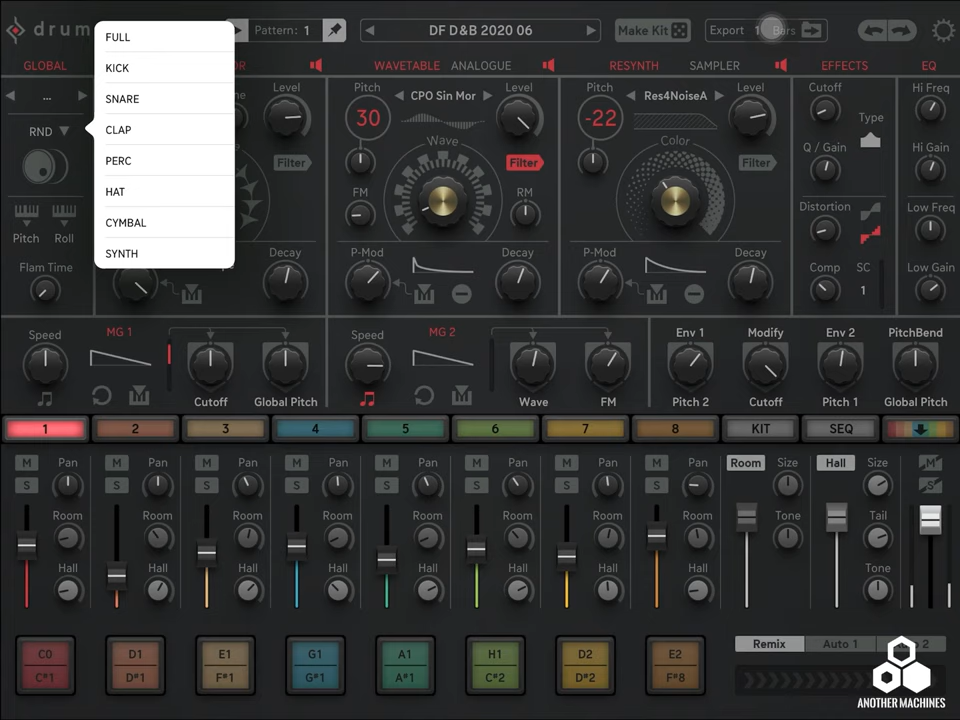 drum
FULL
KICK
SNARE
CLAP
PERC
HAT
CYMBAL
SYNTH
Pattern: 1
DF D&B 2020 06
Make Kit
Export 1 Bars
GLOBAL
WAVETABLE ANALOGUE
RESYNTH SAMPLER
EFFECTS
EQ
...
RND
Pitch Roll
Flam Time
Level
Filter
Decay
Pitch
30
CPO Sin Mor
Level
Wave
Filter
FM
RM
P-Mod
Decay
Pitch
-22
Res4NoiseA
Level
Color
Filter
P-Mod
Decay
Cutoff
Type
Q / Gain
Distortion
Comp
SC
1
Hi Freq
Hi Gain
Low Freq
Low Gain
Speed
MG 1
Cutoff
Global Pitch
Speed
MG 2
Wave
FM
Env 1 Modify Env 2 PitchBend
Pitch 2 Cutoff Pitch 1 Global Pitch
1 2 3 4 5 6 7 8 KIT SEQ
M Pan M Pan M Pan M Pan M Pan M Pan M Pan M Pan Room Size Hall Size M
S S S S S S S S S
Room Room Room Room Room Room Room Room Tone Tail
Hall Hall Hall Hall Hall Hall Hall Hall Tone
C0 D1 E1 G1 A1 H1 D2 E2
C#1 D#1 F#1 G#1 A#1 C#2 D#2 F#8
Remix Auto 1 2
ANOTHER MACHINES